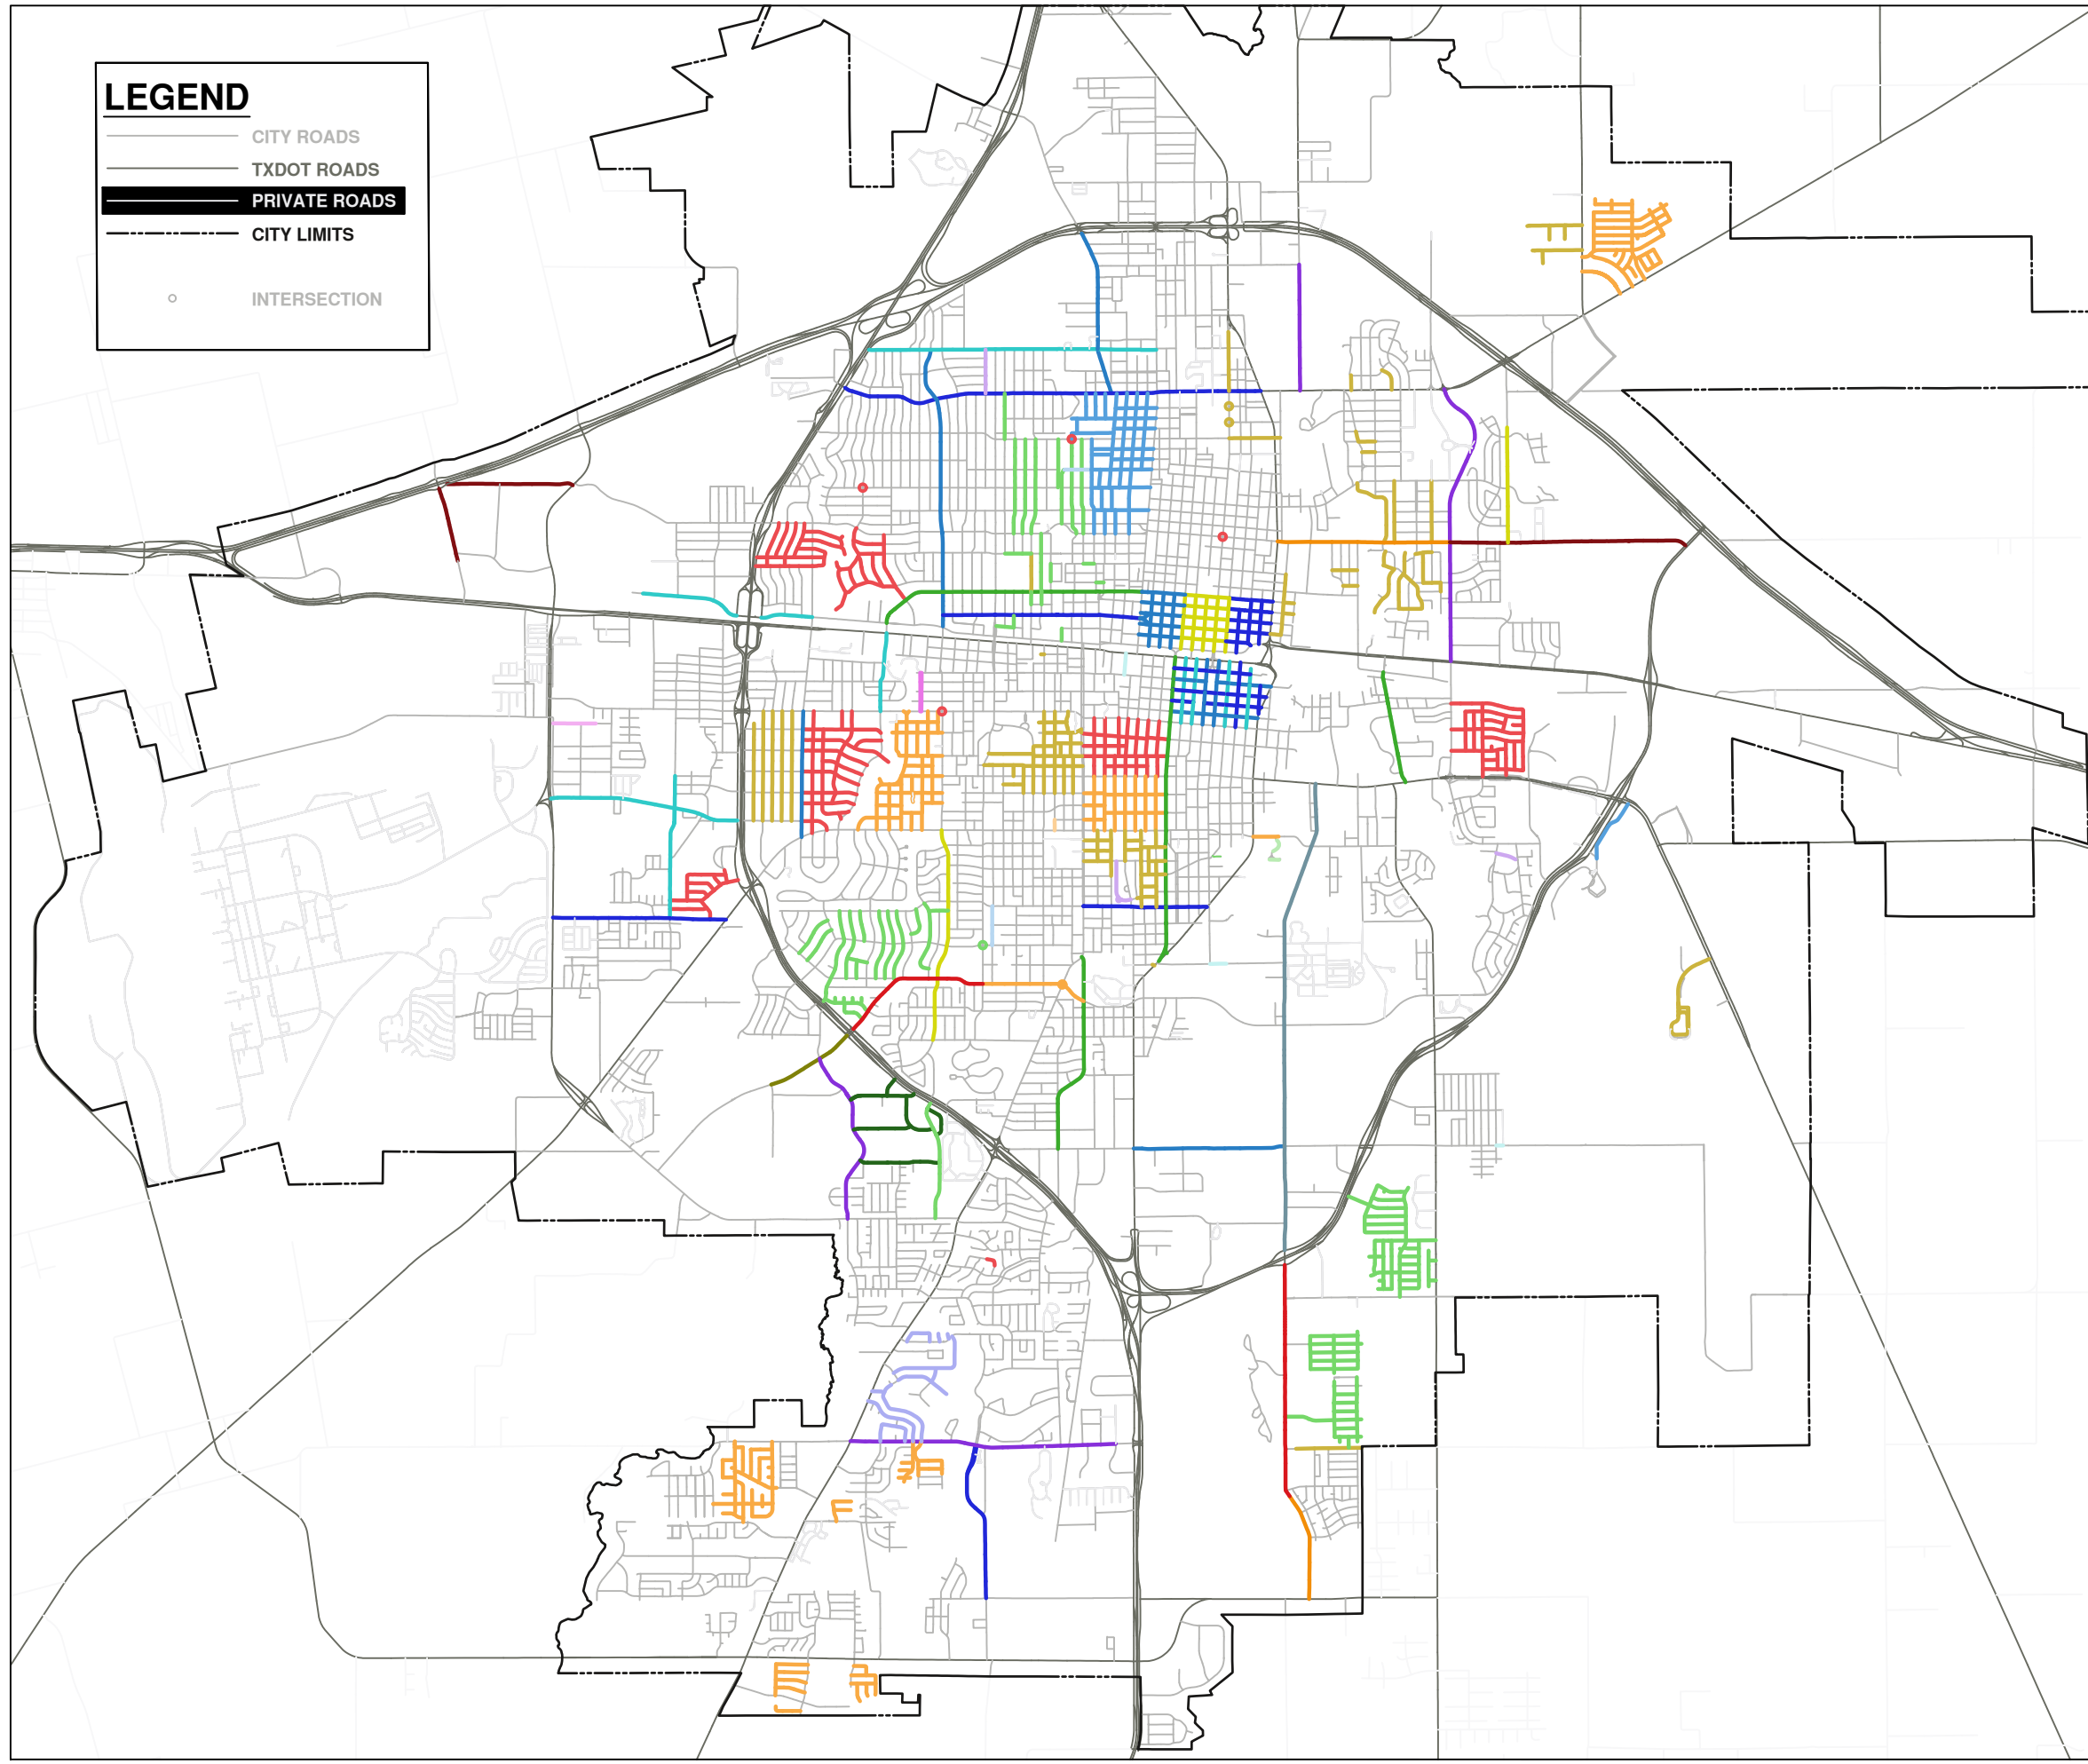 LEGEND
CITY ROADS
TXDOT ROADS
PRIVATE ROADS
CITY LIMITS
INTERSECTION